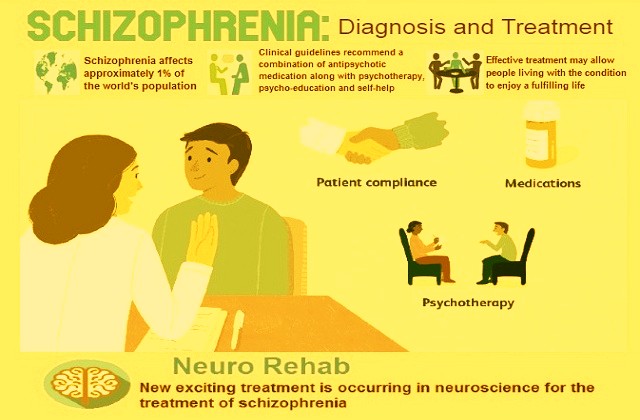 SCHIZOPHRENIA: Diagnosis and Treatment
Schizophrenia affects
approximately 1% of
the world's population
Clinical guidelines recommend a
combination of antipsychotic
medication along with psychotherapy,
psycho-education and self-help
Effective treatment may allow
people living with the condition
to enjoy a fulfilling life
Patient compliance
Medications
Psychotherapy
Neuro Rehab
New exciting treatment is occurring in neuroscience for the
treatment of schizophrenia